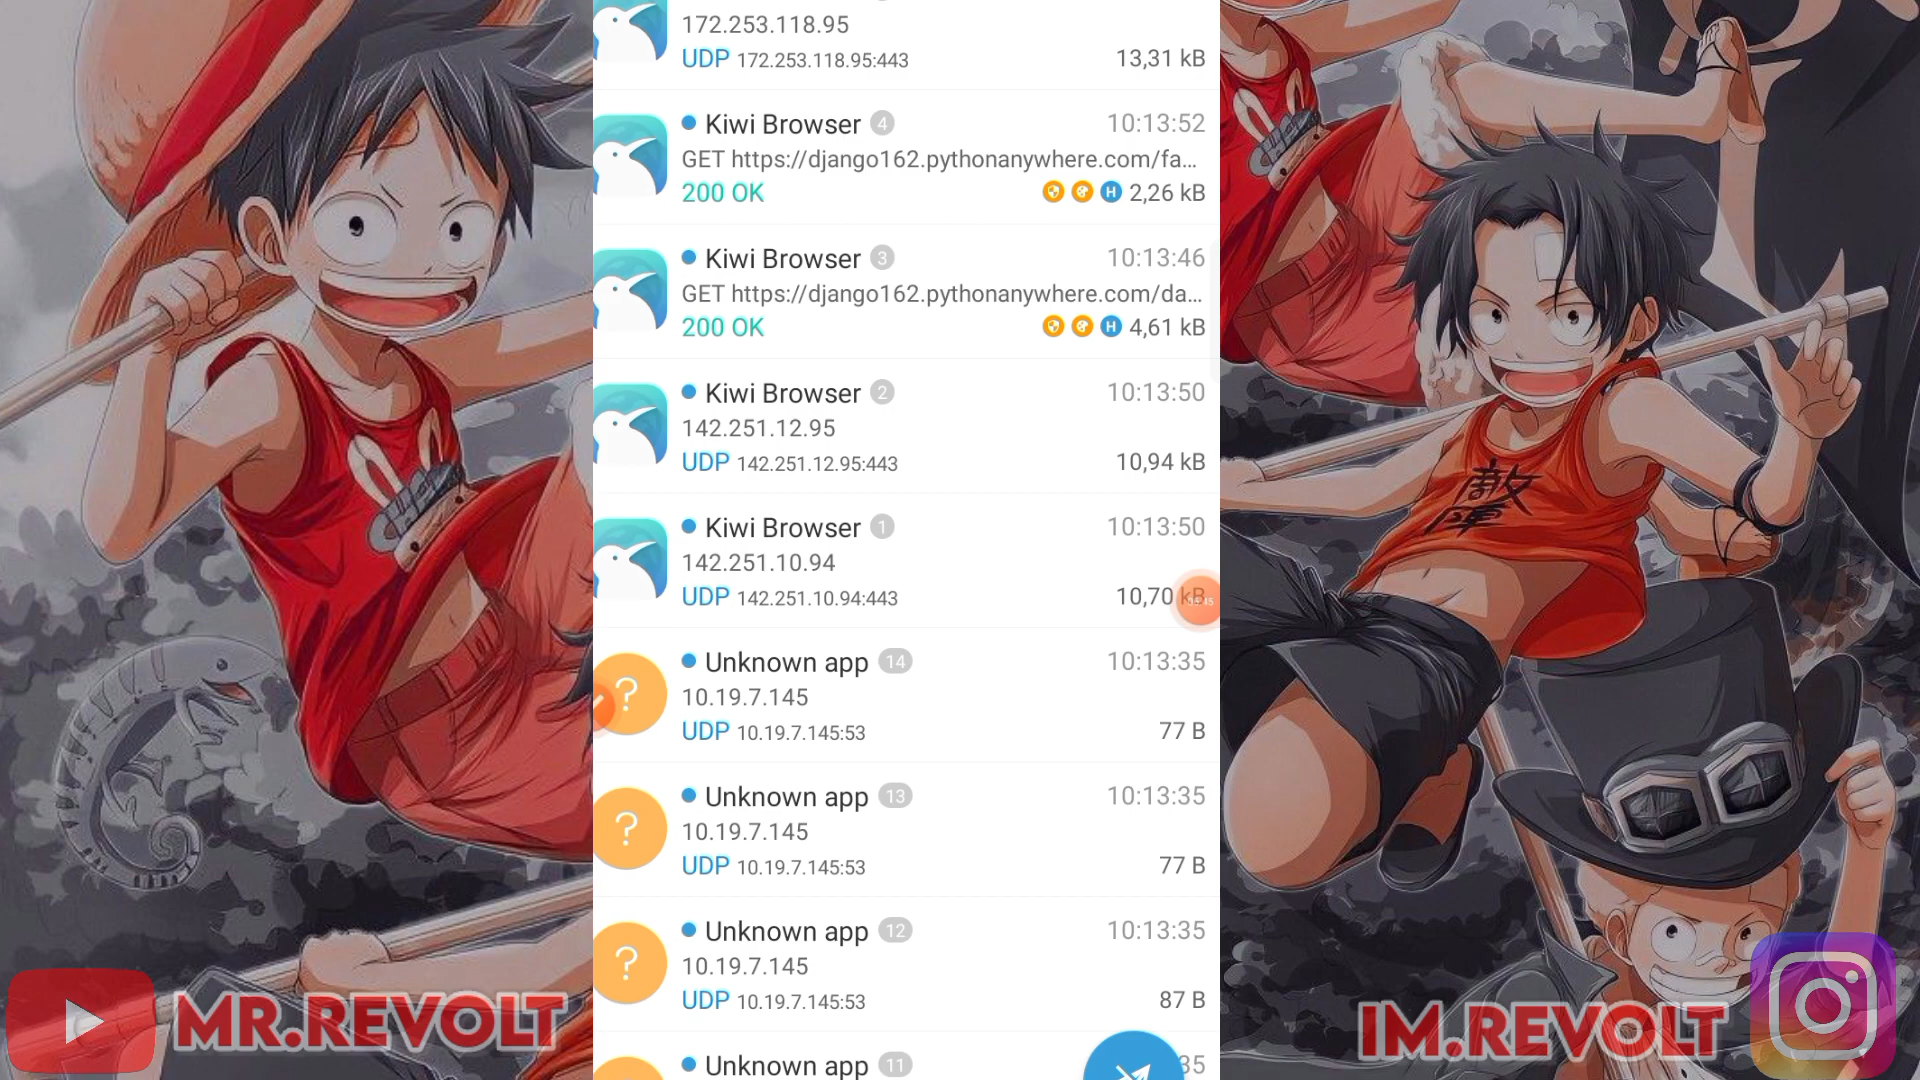 172.253.118.95
UDP 172.253.118.95:443 13,31 kB
Kiwi Browser 4 10:13:52
GET https://django162.pythonanywhere.com/fa...
200 OK H 2,26 kB
Kiwi Browser 3 10:13:46
GET https://django162.pythonanywhere.com/da...
200 OK H 4,61 kB
Kiwi Browser 2 10:13:50
142.251.12.95
UDP 142.251.12.95:443 10,94 kB
Kiwi Browser 1 10:13:50
142.251.10.94
UDP 142.251.10.94:443 10,70 kB
? Unknown app 14 10:13:35
10.19.7.145
UDP 10.19.7.145:53 77 B
? Unknown app 13 10:13:35
10.19.7.145
UDP 10.19.7.145:53 77 B
? Unknown app 12 10:13:35
10.19.7.145
UDP 10.19.7.145:53 87 B
Unknown app 11 35
MR.REVOLT
IM.REVOLT